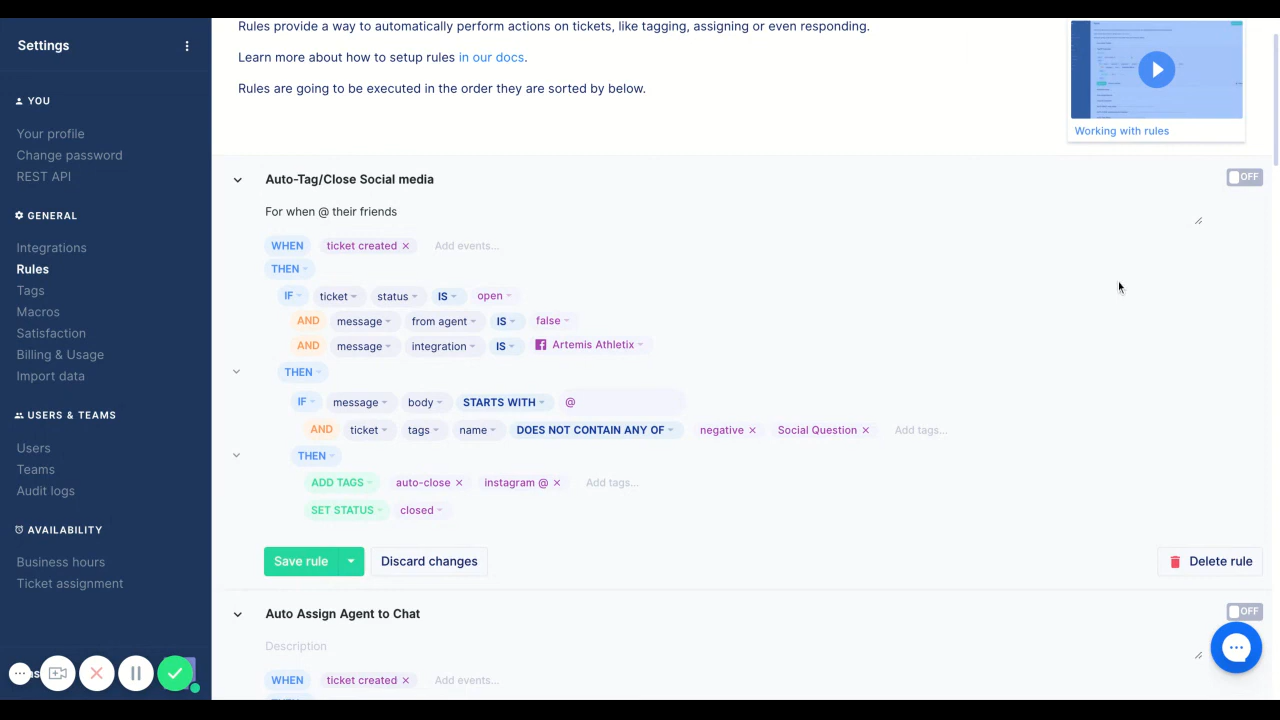 Settings
YOU
Your profile
Change password
REST API
GENERAL
Integrations
Rules
Tags
Macros
Satisfaction
Billing & Usage
Import data
USERS & TEAMS
Users
Teams
Audit logs
AVAILABILITY
Business hours
Ticket assignment
Rules provide a way to automatically perform actions on tickets, like tagging, assigning or even responding.
Learn more about how to setup rules in our docs.
Rules are going to be executed in the order they are sorted by below.
Working with rules
Auto-Tag/Close Social media OFF
For when @ their friends
WHEN ticket created × Add events...
THEN
IF ticket status IS open
AND message from agent IS false
AND message integration IS Artemis Athletix
THEN
IF message body STARTS WITH @
AND ticket tags name DOES NOT CONTAIN ANY OF negative × Social Question × Add tags...
THEN
ADD TAGS auto-close × instagram @ × Add tags...
SET STATUS closed
Save rule Discard changes Delete rule
Auto Assign Agent to Chat OFF
Description
WHEN ticket created × Add events...